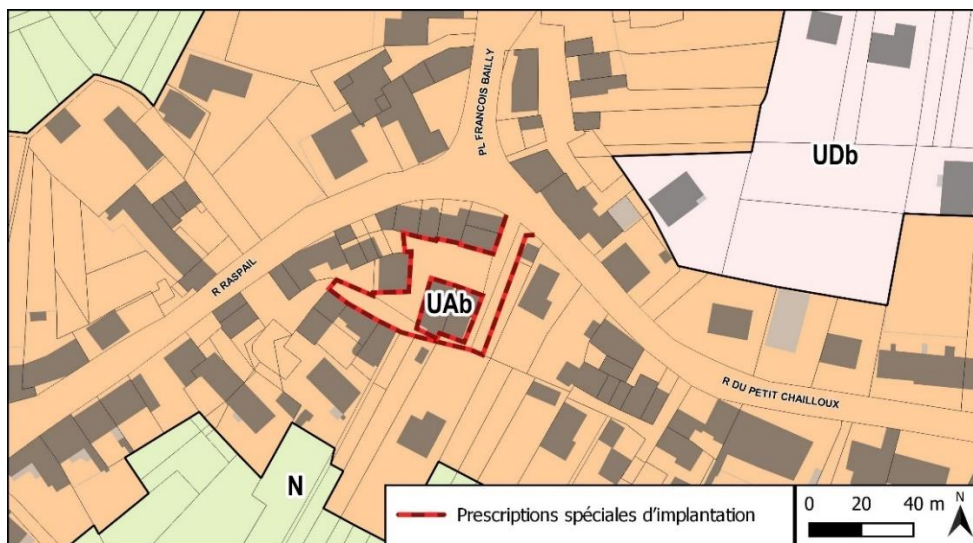 PL FRANCOIS BAILLY
UDb
R RASPAIL
UAb
R DU PETIT CHAILLOUX
N
Prescriptions spéciales d'implantation
0 20 40 m
N